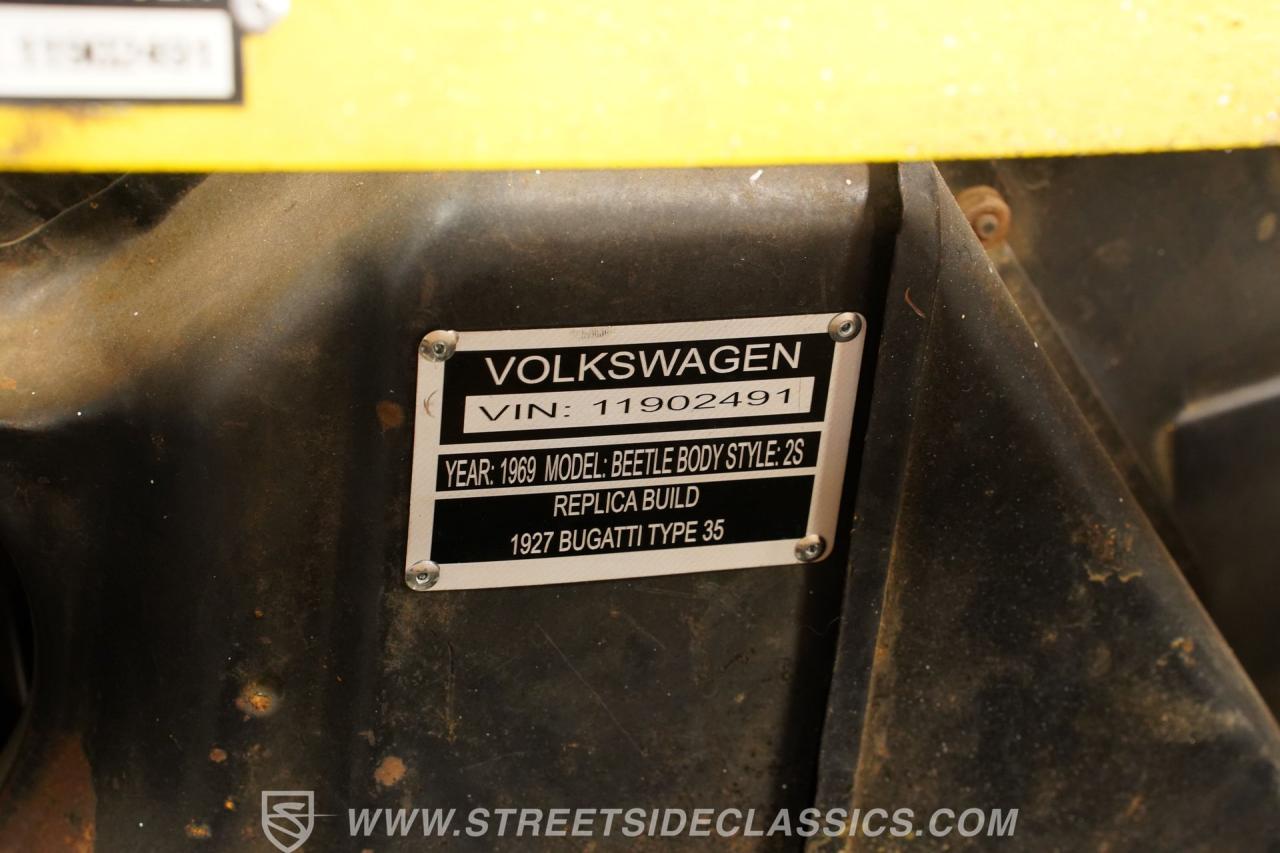 11902491
VOLKSWAGEN
VIN: 11902491
YEAR: 1969 MODEL: BEETLE BODY STYLE: 2S
REPLICA BUILD
1927 BUGATTI TYPE 35
WWW.STREETSIDECLASSICS.COM